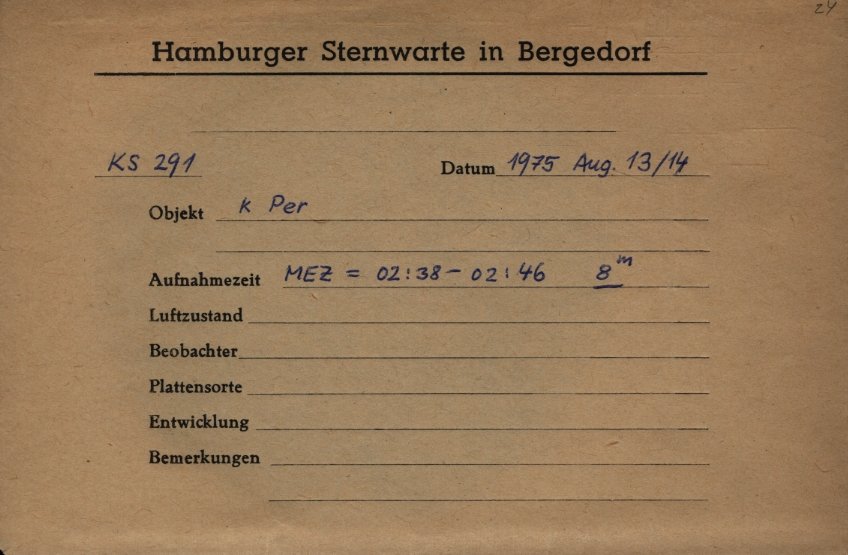 24
Hamburger Sternwarte in Bergedorf
KS 291 Datum 1975 Aug. 13/14
Objekt κ Per
Aufnahmezeit MEZ = 02:38 – 02:46 8ᵐ
Luftzustand
Beobachter
Plattensorte
Entwicklung
Bemerkungen